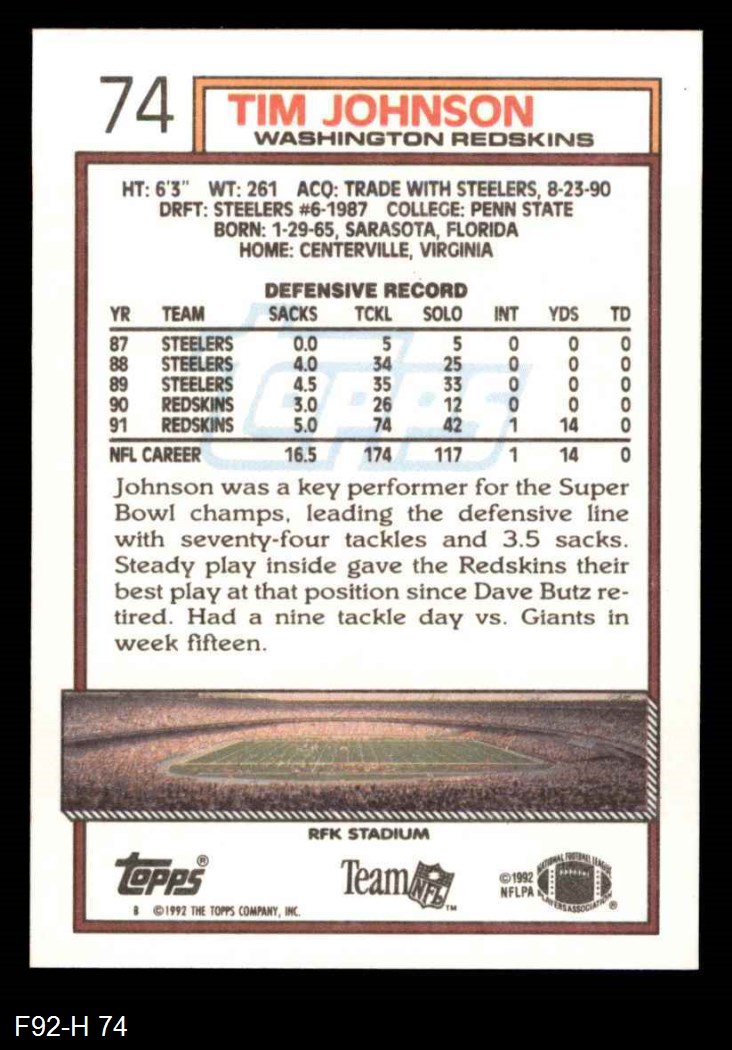 74
TIM JOHNSON
WASHINGTON REDSKINS
HT: 6'3" WT: 261 ACQ: TRADE WITH STEELERS, 8-23-90
DRFT: STEELERS #6-1987 COLLEGE: PENN STATE
BORN: 1-29-65, SARASOTA, FLORIDA
HOME: CENTERVILLE, VIRGINIA
DEFENSIVE RECORD
YR TEAM SACKS TCKL SOLO INT YDS TD
87 STEELERS 0.0 5 5 0 0 0
88 STEELERS 4.0 34 25 0 0 0
89 STEELERS 4.5 35 33 0 0 0
90 REDSKINS 3.0 26 12 0 0 0
91 REDSKINS 5.0 74 42 1 14 0
NFL CAREER 16.5 174 117 1 14 0
Johnson was a key performer for the Super
Bowl champs, leading the defensive line
with seventy-four tackles and 3.5 sacks.
Steady play inside gave the Redskins their
best play at that position since Dave Butz re-
tired. Had a nine tackle day vs. Giants in
week fifteen.
RFK STADIUM
Topps®
Team NFL™
©1992
NFLPA
NATIONAL FOOTBALL LEAGUE
PLAYERS ASSOCIATION®
B ©1992 THE TOPPS COMPANY, INC.
F92-H 74